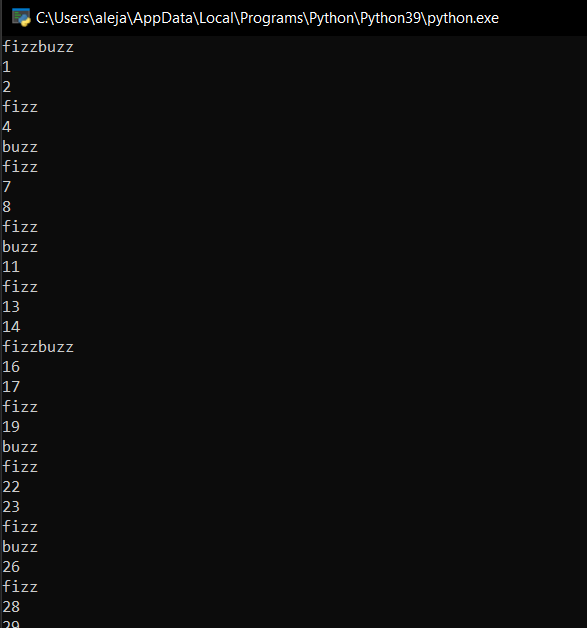 C:\Users\aleja\AppData\Local\Programs\Python\Python39\python.exe
fizzbuzz
1
2
fizz
4
buzz
fizz
7
8
fizz
buzz
11
fizz
13
14
fizzbuzz
16
17
fizz
19
buzz
fizz
22
23
fizz
buzz
26
fizz
28
29